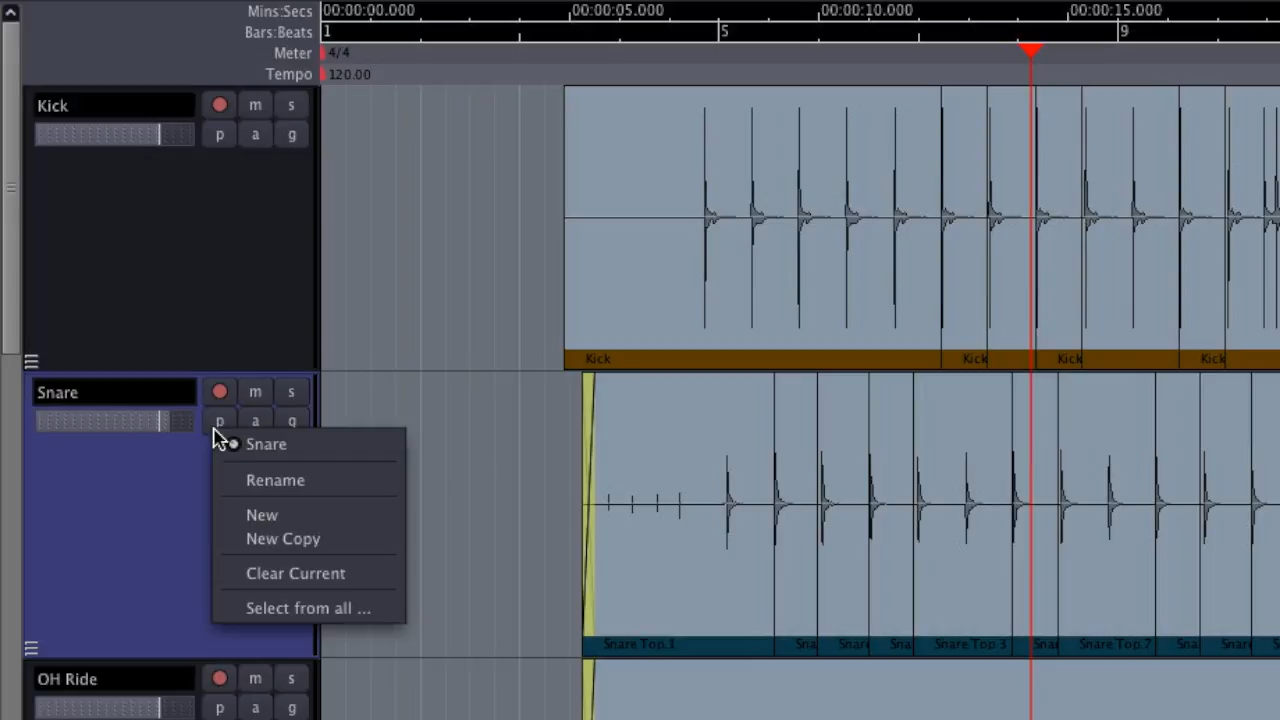 Mins:Secs 00:00:00.000 00:00:05.000 00:00:10.000 00:00:15.000
Bars:Beats 1 5 9
Meter 4/4
Tempo 120.00
Kick m s
p a g
Kick Kick Kick Kick
Snare m s
p a g
Snare
Rename
New
New Copy
Clear Current
Select from all ...
Snare Top.1 Sna Snar Sna Snare Top 3 Snar Snare Top.7 Sna Snar S
OH Ride m s
p a g